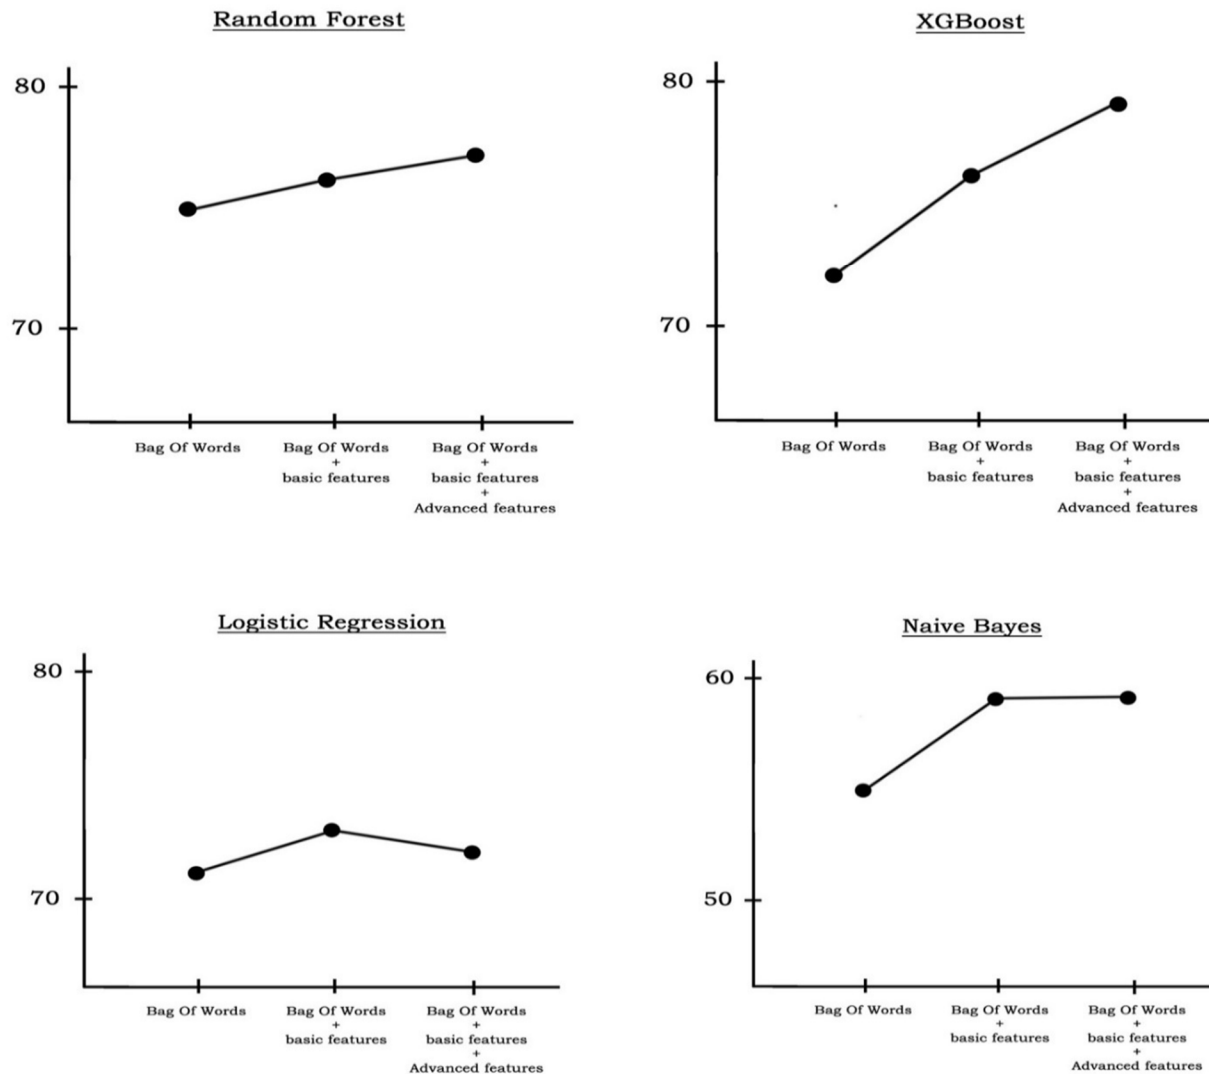 Random Forest
80
70
Bag Of Words
Bag Of Words
+
basic features
Bag Of Words
+
basic features
+
Advanced features
XGBoost
80
70
Bag Of Words
Bag Of Words
+
basic features
Bag Of Words
+
basic features
+
Advanced features
Logistic Regression
80
70
Bag Of Words
Bag Of Words
+
basic features
Bag Of Words
+
basic features
+
Advanced features
Naive Bayes
60
50
Bag Of Words
Bag Of Words
+
basic features
Bag Of Words
+
basic features
+
Advanced features